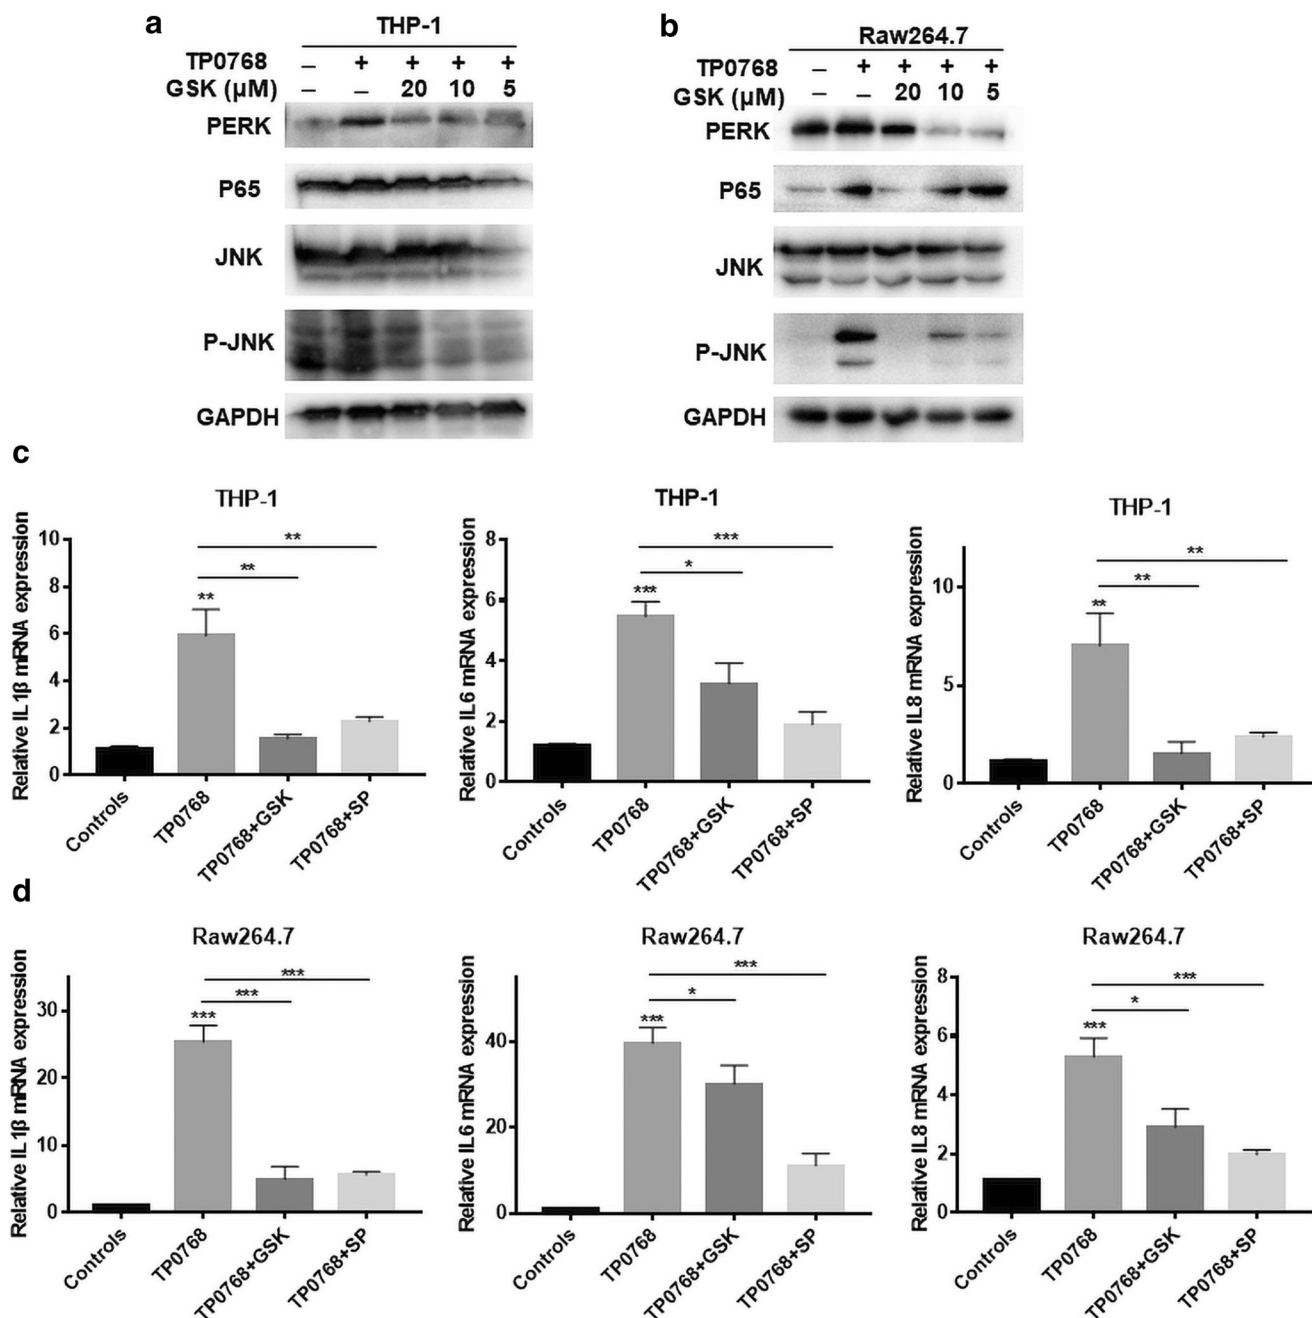 a
THP-1
TP0768 – + + + +
GSK (µM) – – 20 10 5
PERK
P65
JNK
P-JNK
GAPDH
b
Raw264.7
TP0768 – + + + +
GSK (µM) – – 20 10 5
PERK
P65
JNK
P-JNK
GAPDH
c
THP-1
Relative IL1β mRNA expression
10
8
6
4
2
0
**
**
**
Controls
TP0768
TP0768+GSK
TP0768+SP
THP-1
Relative IL6 mRNA expression
8
6
4
2
0
***
*
***
Controls
TP0768
TP0768+GSK
TP0768+SP
THP-1
Relative IL8 mRNA expression
10
5
0
**
**
**
Controls
TP0768
TP0768+GSK
TP0768+SP
d
Raw264.7
Relative IL1β mRNA expression
30
20
10
0
***
***
***
Controls
TP0768
TP0768+GSK
TP0768+SP
Raw264.7
Relative IL6 mRNA expression
40
20
0
***
*
***
Controls
TP0768
TP0768+GSK
TP0768+SP
Raw264.7
Relative IL8 mRNA expression
8
6
4
2
0
***
*
***
Controls
TP0768
TP0768+GSK
TP0768+SP